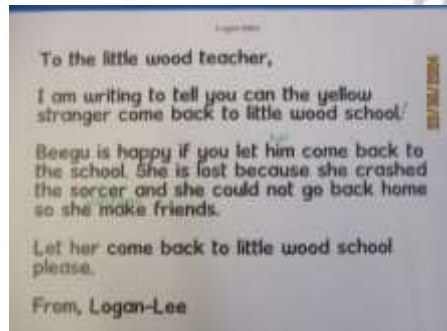 To the little wood teacher,
I am writing to tell you can the yellow
stranger come back to little wood school.
Beegu is happy if you let him come back to
the school. She is lost because she crashed
the sorcer and she could not go back home
so she make friends.
Let her come back to little wood school
please.
From, Logan-Lee